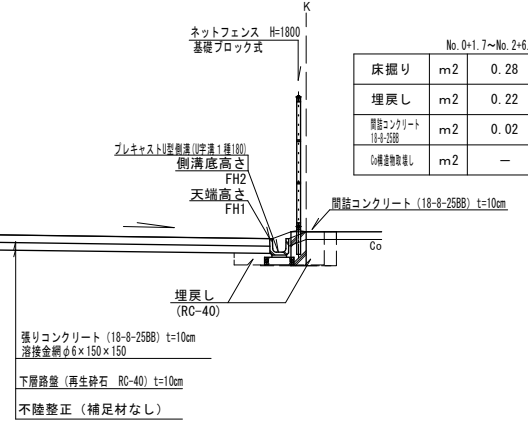 K
ネットフェンス H=1800
基礎ブロック式
No.0+1.7~No.2+6.
床掘り m2 0.28
埋戻し m2 0.22
間詰コンクリート
18-8-25BB
m2 0.02
Co構造物取壊し m2 －
プレキャストU型側溝(U字溝1種180)
側溝底高さ
FH2
天端高さ
FH1
間詰コンクリート (18-8-25BB) t=10cm
Co
埋戻し
(RC-40)
張りコンクリート (18-8-25BB) t=10cm
溶接金網φ6×150×150
下層路盤 (再生砕石 RC-40) t=10cm
不陸整正 (補足材なし)